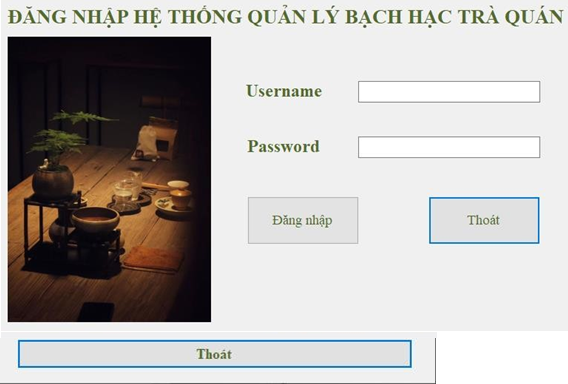 ĐĂNG NHẬP HỆ THỐNG QUẢN LÝ BẠCH HẠC TRÀ QUÁN
Username
Password
Đăng nhập
Thoát
Thoát